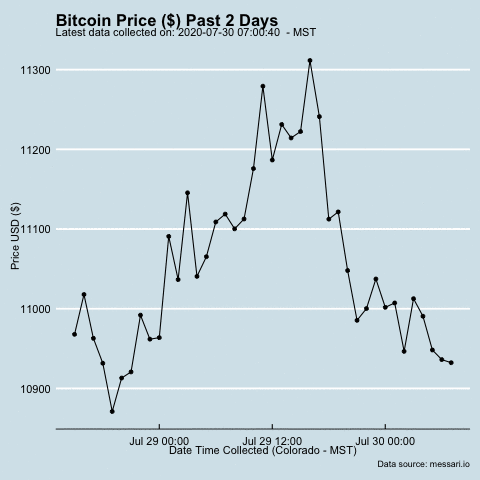 Bitcoin Price ($) Past 2 Days
Latest data collected on: 2020-07-30 07:00:40  - MST
11300
11200
11100
11000
10900
Price USD ($)
Jul 29 00:00 Jul 29 12:00 Jul 30 00:00
Date Time Collected (Colorado - MST)
Data source: messari.io